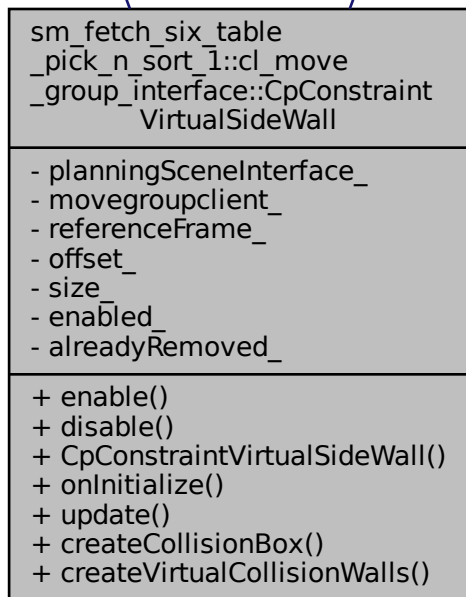 sm_fetch_six_table
_pick_n_sort_1::cl_move
_group_interface::CpConstraint
VirtualSideWall
- planningSceneInterface_
- movegroupclient_
- referenceFrame_
- offset_
- size_
- enabled_
- alreadyRemoved_
+ enable()
+ disable()
+ CpConstraintVirtualSideWall()
+ onInitialize()
+ update()
+ createCollisionBox()
+ createVirtualCollisionWalls()